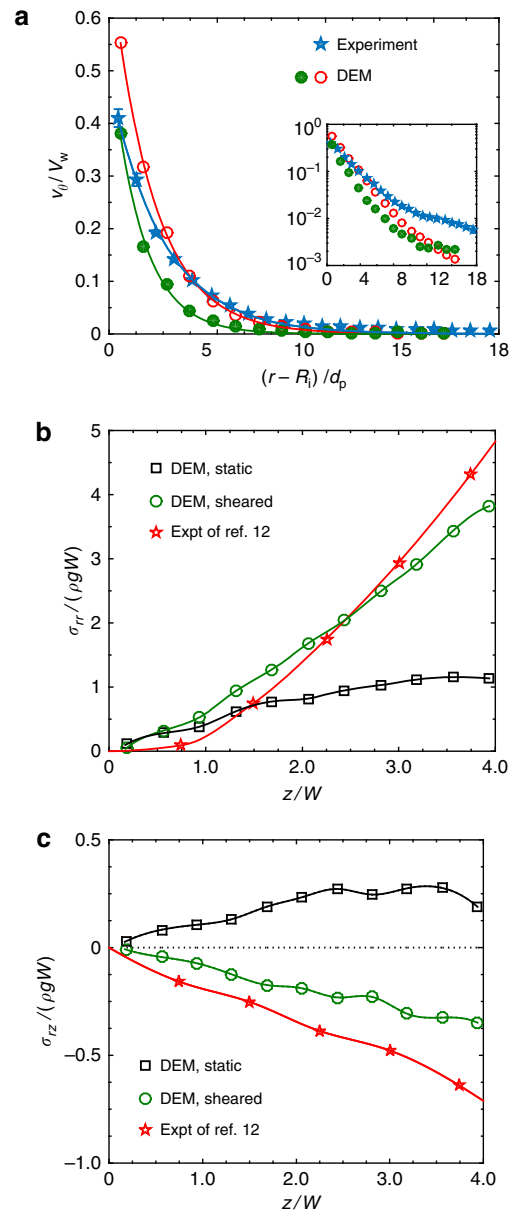 a
0.6
0.5
0.4
0.3
0.2
0.1
0
vθ/Vw
Experiment
DEM
10⁰
10⁻¹
10⁻²
10⁻³
0 4 8 12 16 18
0 5 10 15 18
(r – Ri)/dp
b
5
4
3
2
1
0
σrr/(ρgW)
DEM, static
DEM, sheared
Expt of ref. 12
1.0 2.0 3.0 4.0
z/W
c
0.5
0
–0.5
–1.0
σrz/(ρgW)
DEM, static
DEM, sheared
Expt of ref. 12
0 1.0 2.0 3.0 4.0
z/W